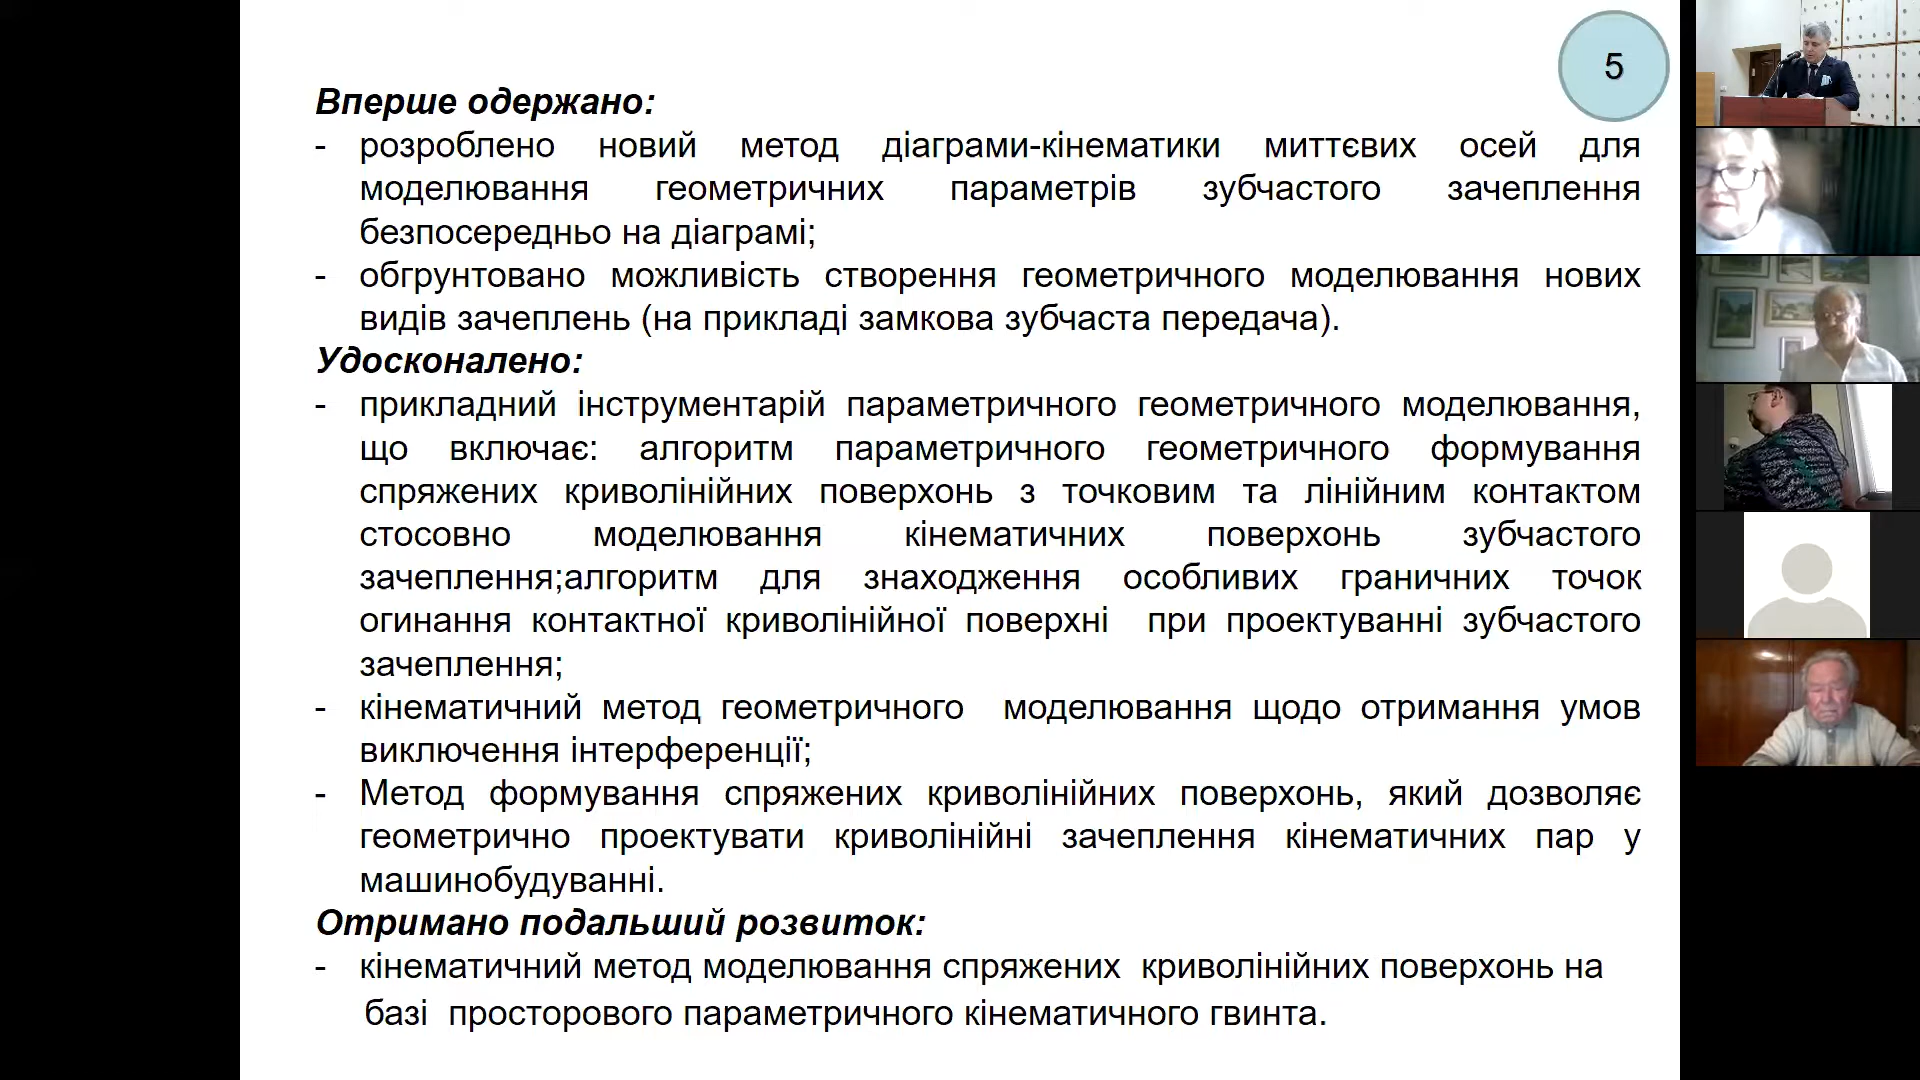 5
Вперше одержано:
- розроблено новий метод діаграми-кінематики миттєвих осей для
моделювання геометричних параметрів зубчастого зачеплення
безпосередньо на діаграмі;
- обгрунтовано можливість створення геометричного моделювання нових
видів зачеплень (на прикладі замкова зубчаста передача).
Удосконалено:
- прикладний інструментарій параметричного геометричного моделювання,
що включає: алгоритм параметричного геометричного формування
спряжених криволінійних поверхонь з точковим та лінійним контактом
стосовно моделювання кінематичних поверхонь зубчастого
зачеплення;алгоритм для знаходження особливих граничних точок
огинання контактної криволінійної поверхні при проектуванні зубчастого
зачеплення;
- кінематичний метод геометричного моделювання щодо отримання умов
виключення інтерференції;
- Метод формування спряжених криволінійних поверхонь, який дозволяє
геометрично проектувати криволінійні зачеплення кінематичних пар у
машинобудуванні.
Отримано подальший розвиток:
- кінематичний метод моделювання спряжених криволінійних поверхонь на
базі просторового параметричного кінематичного гвинта.